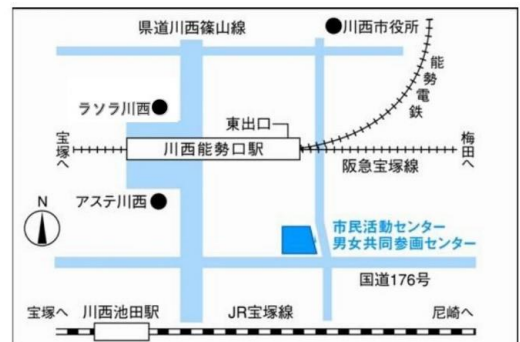 県道川西篠山線
川西市役所
能勢電鉄
ラソラ川西
東出口
宝塚へ
川西能勢口駅
梅田へ
阪急宝塚線
アステ川西
N
市民活動センター
男女共同参画センター
国道176号
宝塚へ
川西池田駅
JR宝塚線
尼崎へ